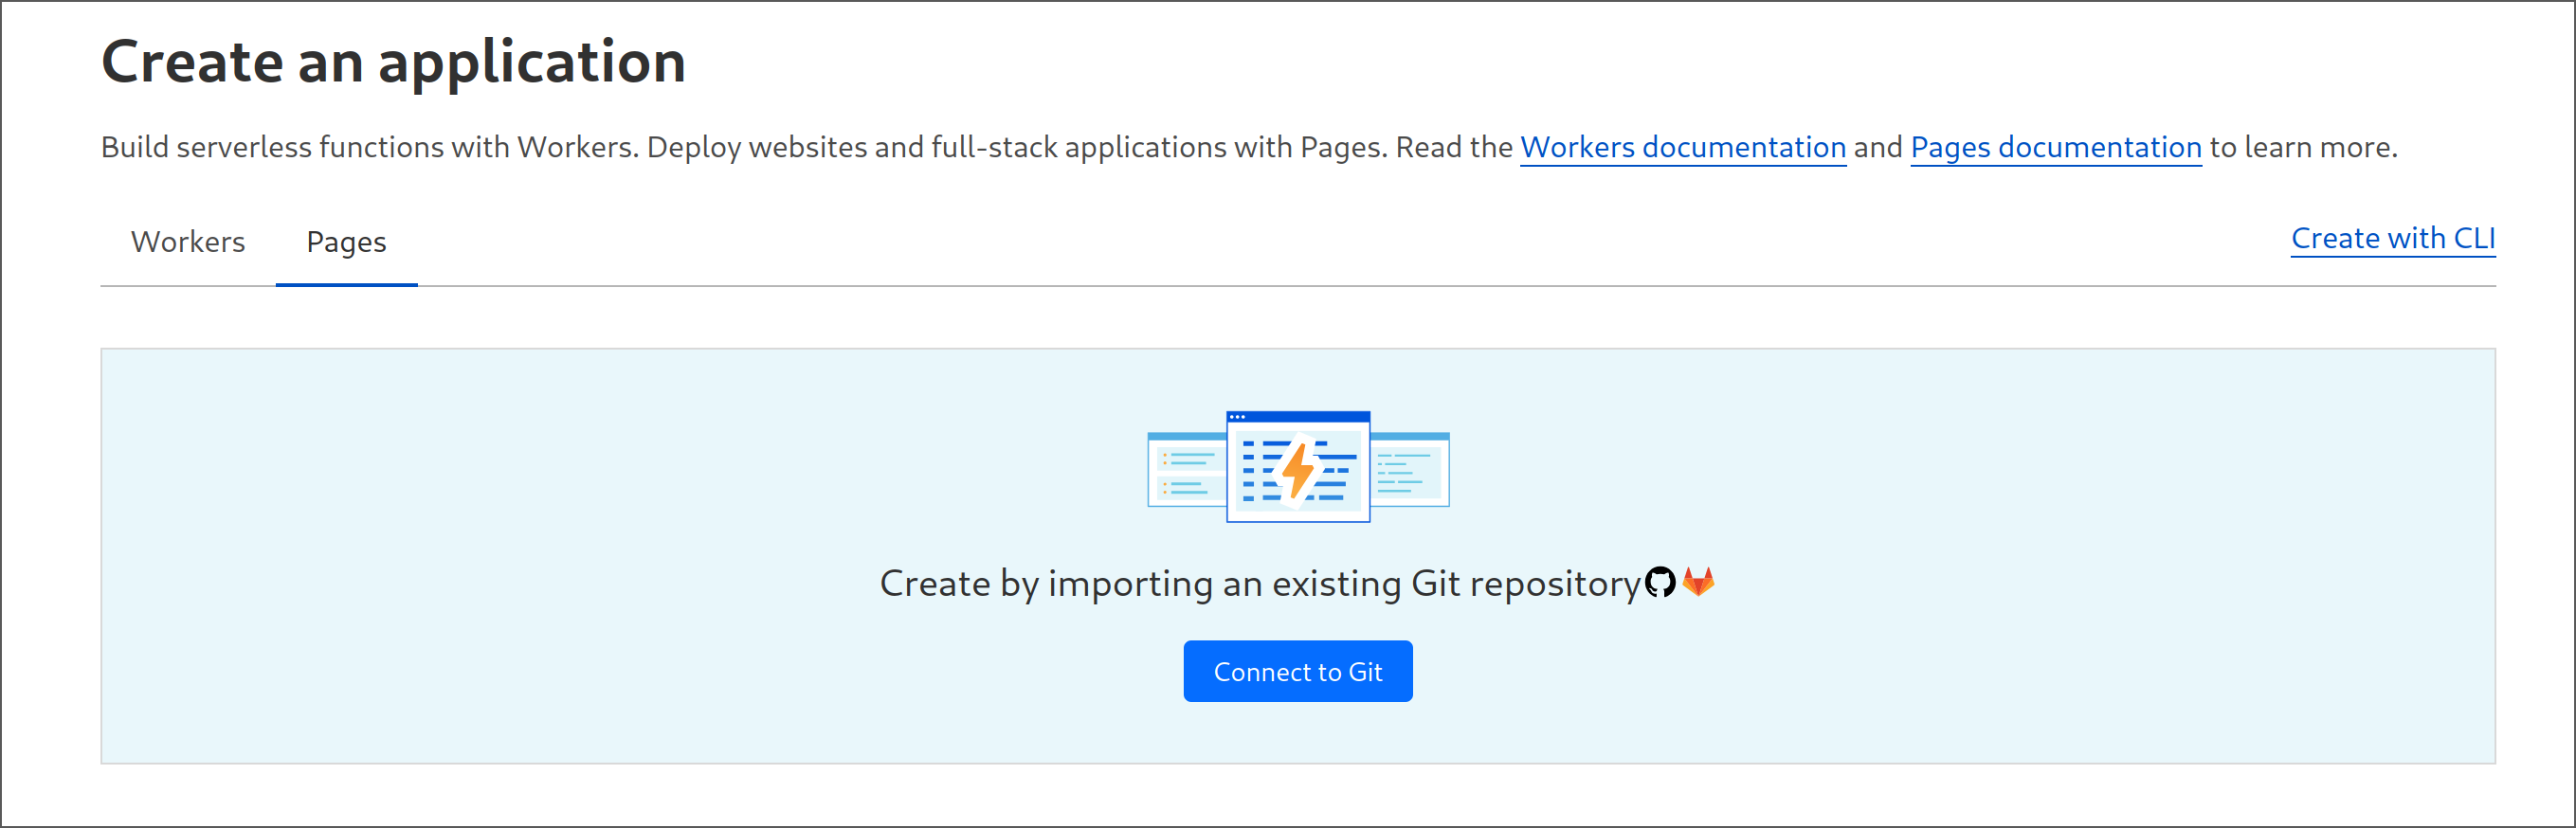 Create an application
Build serverless functions with Workers. Deploy websites and full-stack applications with Pages. Read the Workers documentation and Pages documentation to learn more.
Workers Pages Create with CLI
Create by importing an existing Git repository
Connect to Git